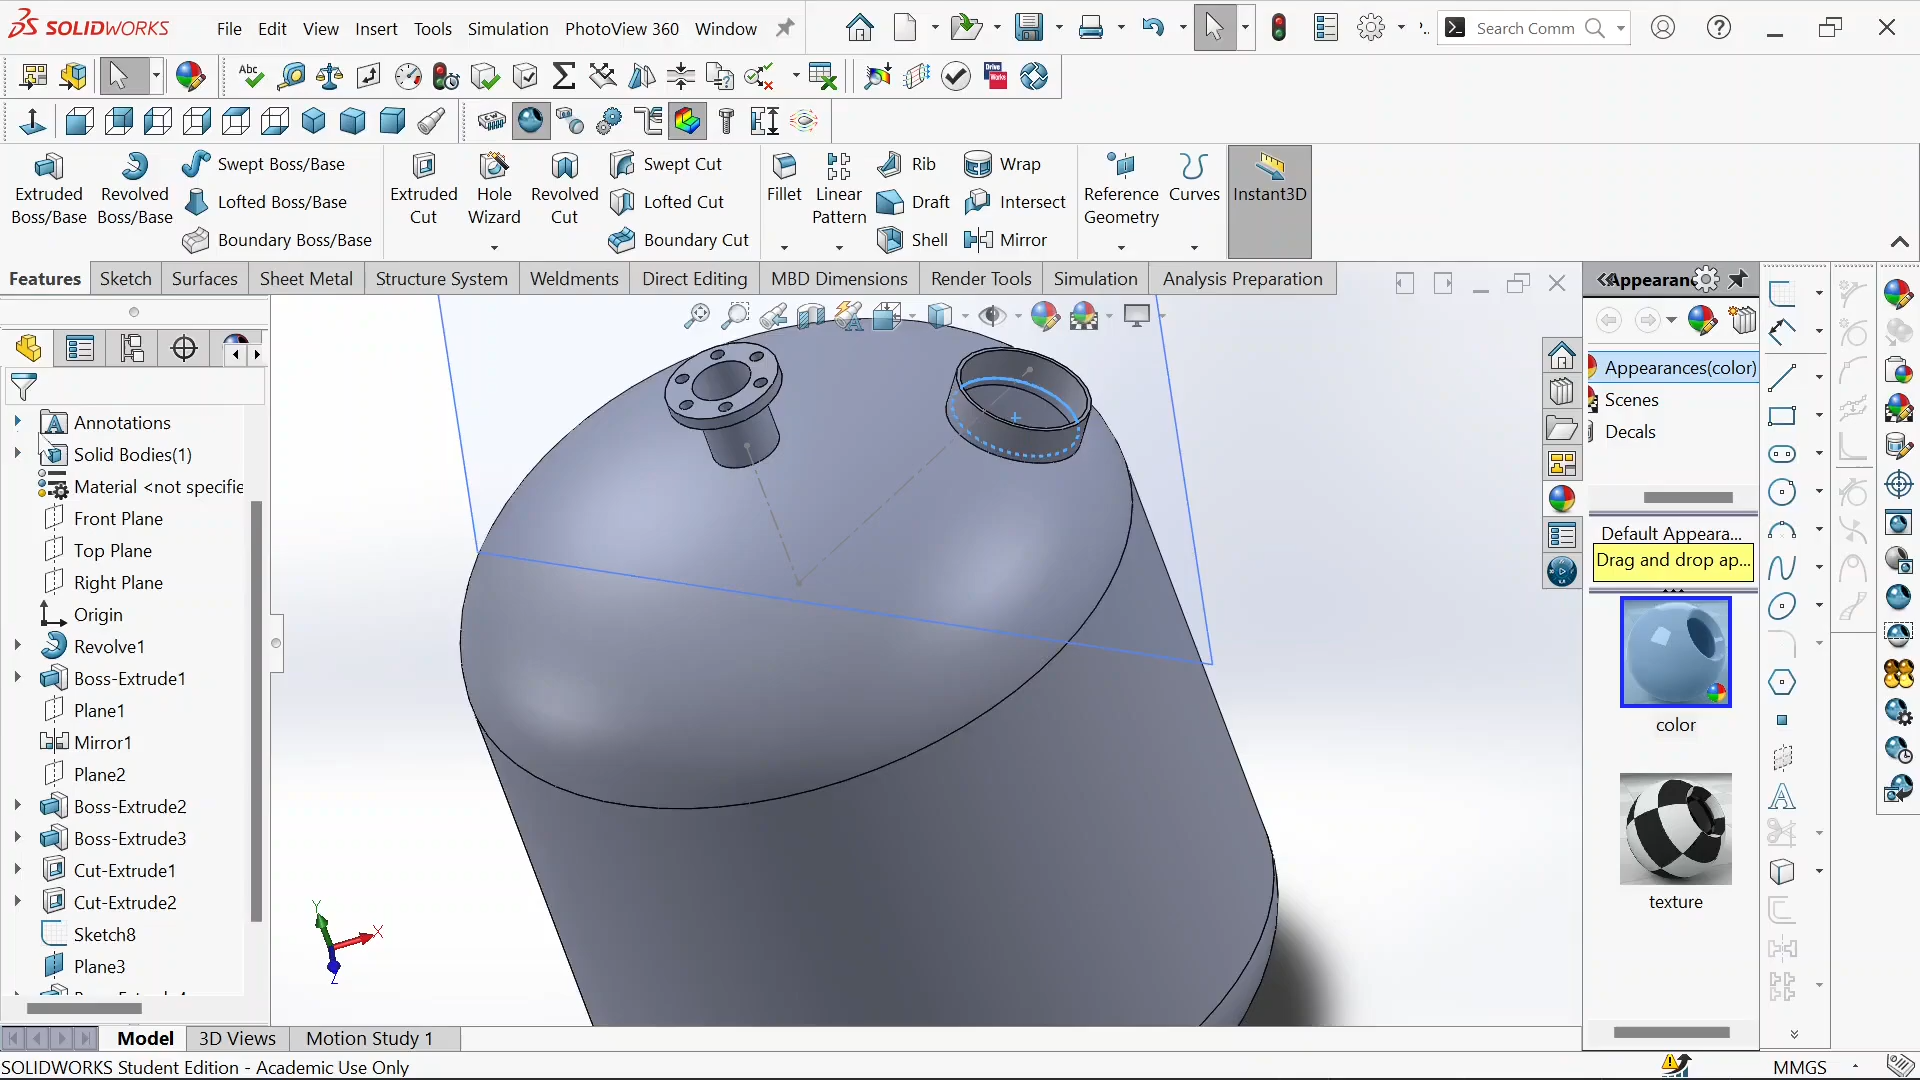 SOLIDWORKS File Edit View Insert Tools Simulation PhotoView 360 Window Search Comm
Abc
Drive Works
Extruded Boss/Base
Revolved Boss/Base
Swept Boss/Base
Lofted Boss/Base
Boundary Boss/Base
Extruded Cut
Hole Wizard
Revolved Cut
Swept Cut
Lofted Cut
Boundary Cut
Fillet
Linear Pattern
Rib
Draft
Shell
Wrap
Intersect
Mirror
Reference Geometry
Curves
Instant3D
Features Sketch Surfaces Sheet Metal Structure System Weldments Direct Editing MBD Dimensions Render Tools Simulation Analysis Preparation
Annotations
Solid Bodies(1)
Material <not specifie
Front Plane
Top Plane
Right Plane
Origin
Revolve1
Boss-Extrude1
Plane1
Mirror1
Plane2
Boss-Extrude2
Boss-Extrude3
Cut-Extrude1
Cut-Extrude2
Sketch8
Plane3
Y
X
Z
Appearan
Appearances(color)
Scenes
Decals
Default Appeara...
Drag and drop ap...
color
texture
Model 3D Views Motion Study 1
SOLIDWORKS Student Edition - Academic Use Only MMGS